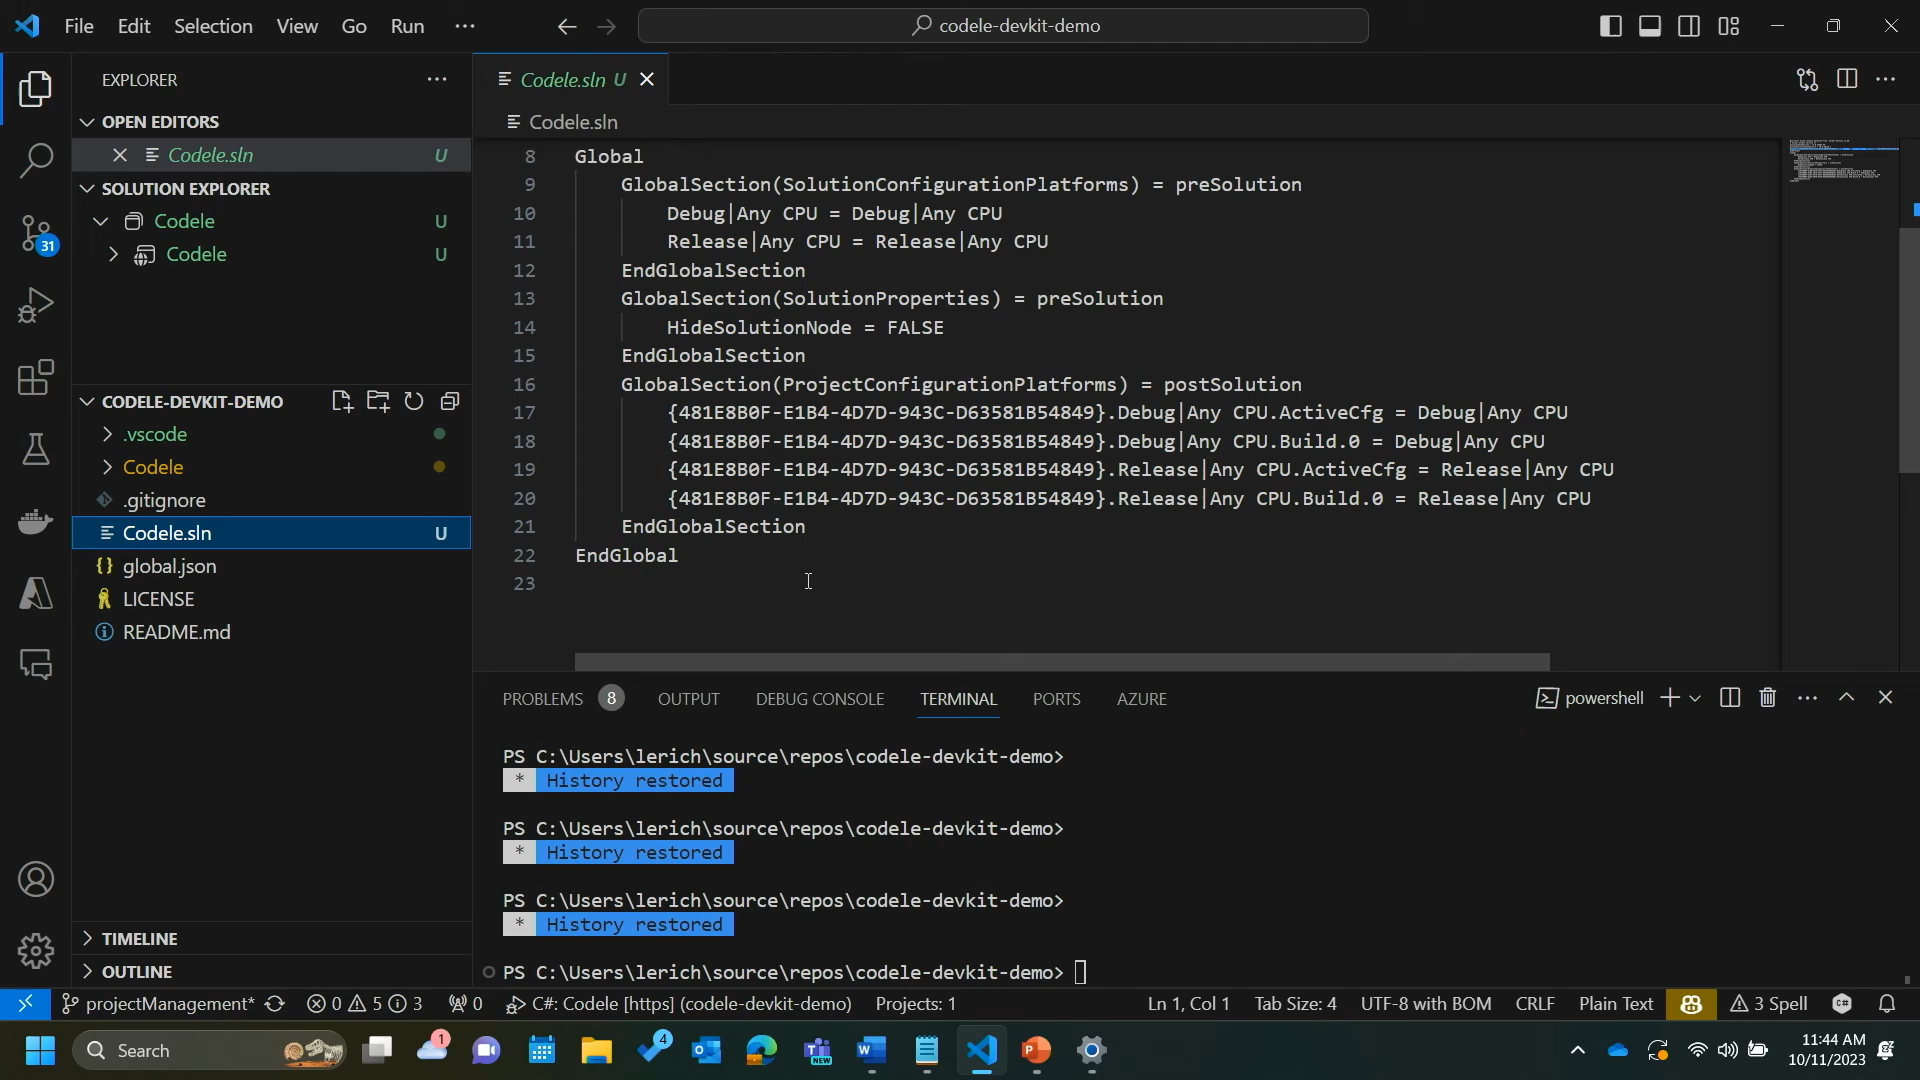 File Edit Selection View Go Run
codele-devkit-demo
EXPLORER
OPEN EDITORS
Codele.sln U
SOLUTION EXPLORER
Codele U
Codele U
CODELE-DEVKIT-DEMO
.vscode
Codele
.gitignore
Codele.sln U
global.json
LICENSE
README.md
TIMELINE
OUTLINE
31
Codele.sln U
Codele.sln
8 Global
9 GlobalSection(SolutionConfigurationPlatforms) = preSolution
10 Debug|Any CPU = Debug|Any CPU
11 Release|Any CPU = Release|Any CPU
12 EndGlobalSection
13 GlobalSection(SolutionProperties) = preSolution
14 HideSolutionNode = FALSE
15 EndGlobalSection
16 GlobalSection(ProjectConfigurationPlatforms) = postSolution
17 {481E8B0F-E1B4-4D7D-943C-D63581B54849}.Debug|Any CPU.ActiveCfg = Debug|Any CPU
18 {481E8B0F-E1B4-4D7D-943C-D63581B54849}.Debug|Any CPU.Build.0 = Debug|Any CPU
19 {481E8B0F-E1B4-4D7D-943C-D63581B54849}.Release|Any CPU.ActiveCfg = Release|Any CPU
20 {481E8B0F-E1B4-4D7D-943C-D63581B54849}.Release|Any CPU.Build.0 = Release|Any CPU
21 EndGlobalSection
22 EndGlobal
23
PROBLEMS 8 OUTPUT DEBUG CONSOLE TERMINAL PORTS AZURE
powershell
PS C:\Users\lerich\source\repos\codele-devkit-demo>
* History restored
PS C:\Users\lerich\source\repos\codele-devkit-demo>
* History restored
PS C:\Users\lerich\source\repos\codele-devkit-demo>
* History restored
PS C:\Users\lerich\source\repos\codele-devkit-demo>
projectManagement* 0 5 3 0 C#: Codele [https] (codele-devkit-demo) Projects: 1 Ln 1, Col 1 Tab Size: 4 UTF-8 with BOM CRLF Plain Text 3 Spell
Search 1 4 NEW
11:44 AM
10/11/2023